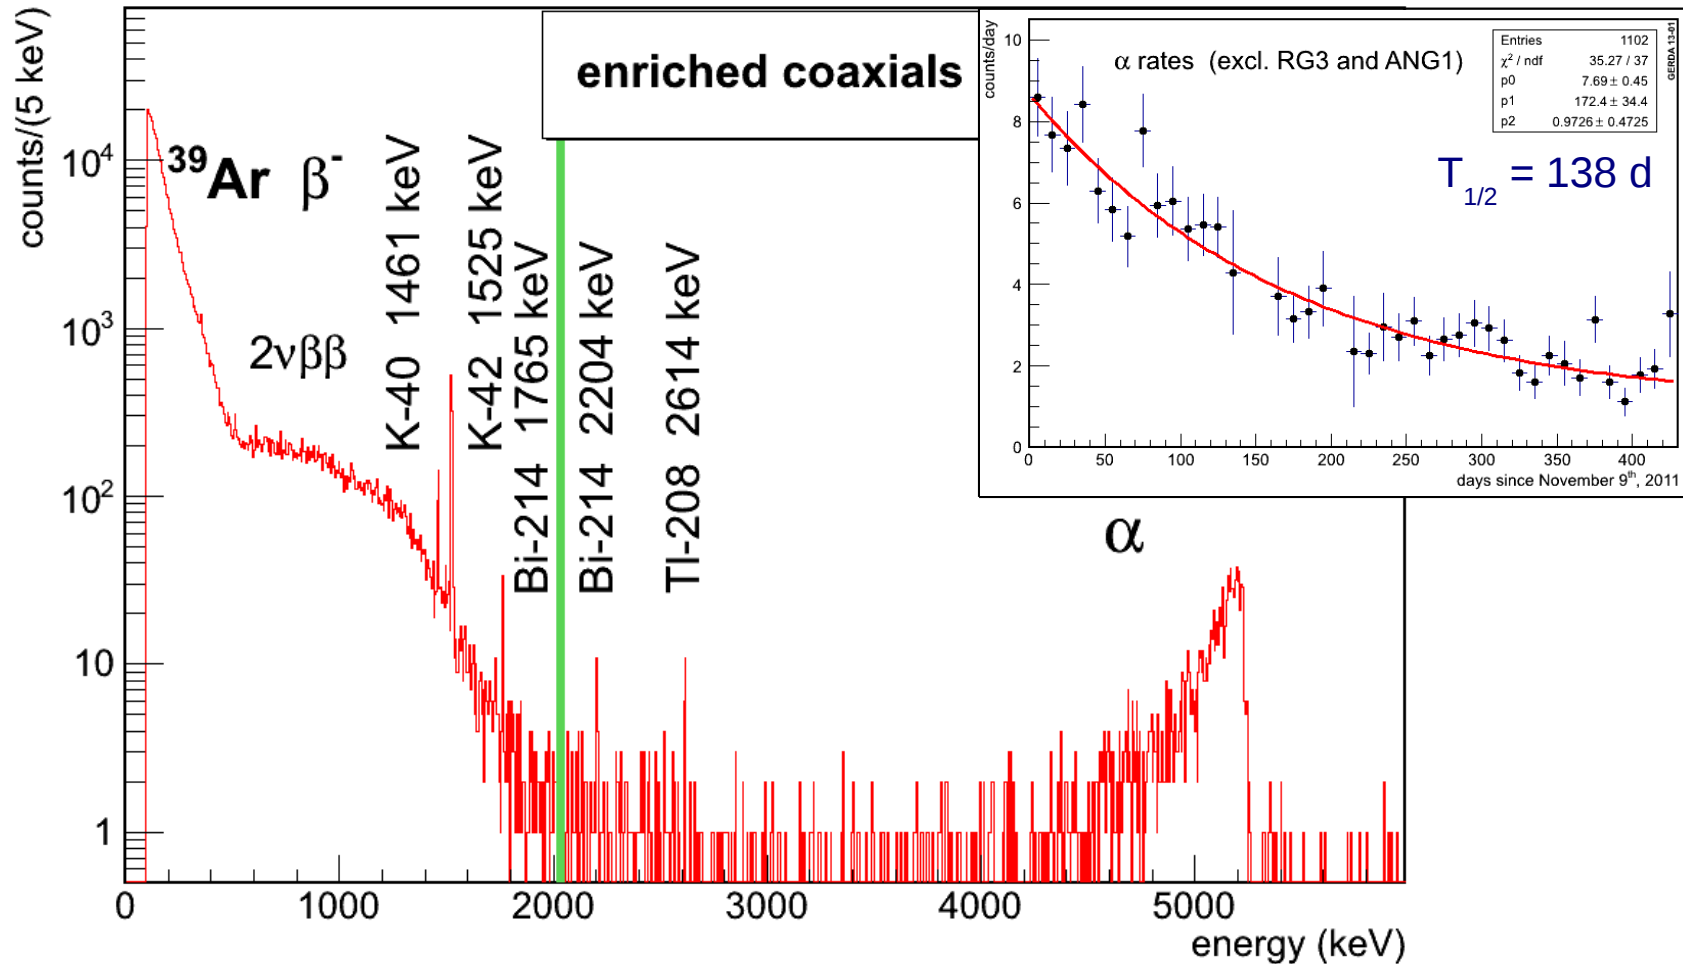 counts/(5 keV)
10⁴
10³
10²
10
1
0
1000
2000
3000
4000
5000
energy (keV)
enriched coaxials
³⁹Ar β⁻
2νββ
K-40 1461 keV
K-42 1525 keV
Bi-214 1765 keV
Bi-214 2204 keV
Tl-208 2614 keV
α
counts/day
10
8
6
4
2
0
α rates (excl. RG3 and ANG1)
Entries 1102
χ² / ndf 35.27 / 37
p0 7.69 ± 0.45
p1 172.4 ± 34.4
p2 0.9726 ± 0.4725
GERDA 13-01
T1/2 = 138 d
0 50 100 150 200 250 300 350 400
days since November 9th, 2011